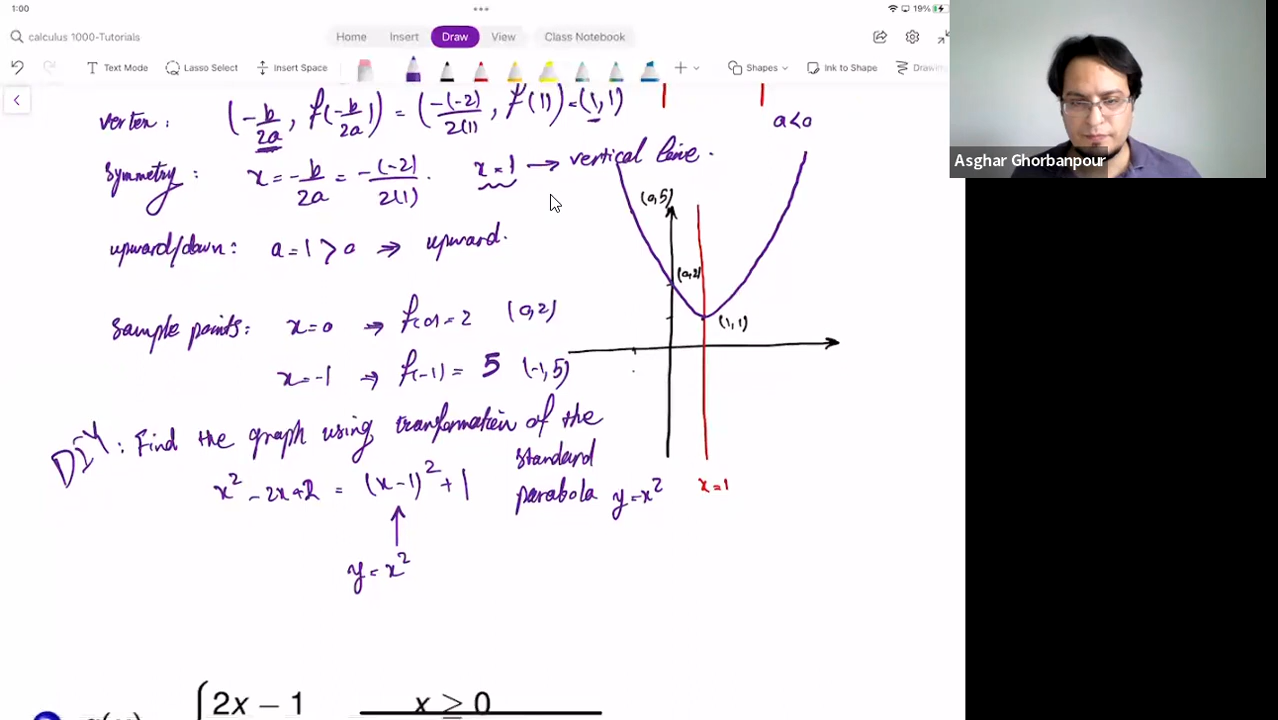 1:00
19%
calculus 1000-Tutorials
Home Insert Draw View Class Notebook
Text Mode Lasso Select Insert Space Shapes Ink to Shape
Asghar Ghorbanpour
vertex: (-b/2a, f(-b/2a)) = (-(-2)/2(1), f(1)) = (1,1)
a<0
Symmetry: x = -b/2a = -(-2)/2(1). x=1 → vertical line.
(0,5)
upward/down: a=1>0 ⇒ upward.
(0,2)
(1,1)
Sample points: x=0 ⇒ f(0)=2 (0,2)
x=-1 ⇒ f(-1) = 5 (-1,5)
DIY: Find the graph using transformation of the
standard
parabola y=x²
x=1
x²-2x+2 = (x-1)²+1
↑
y=x²
2x − 1 x ≥ 0